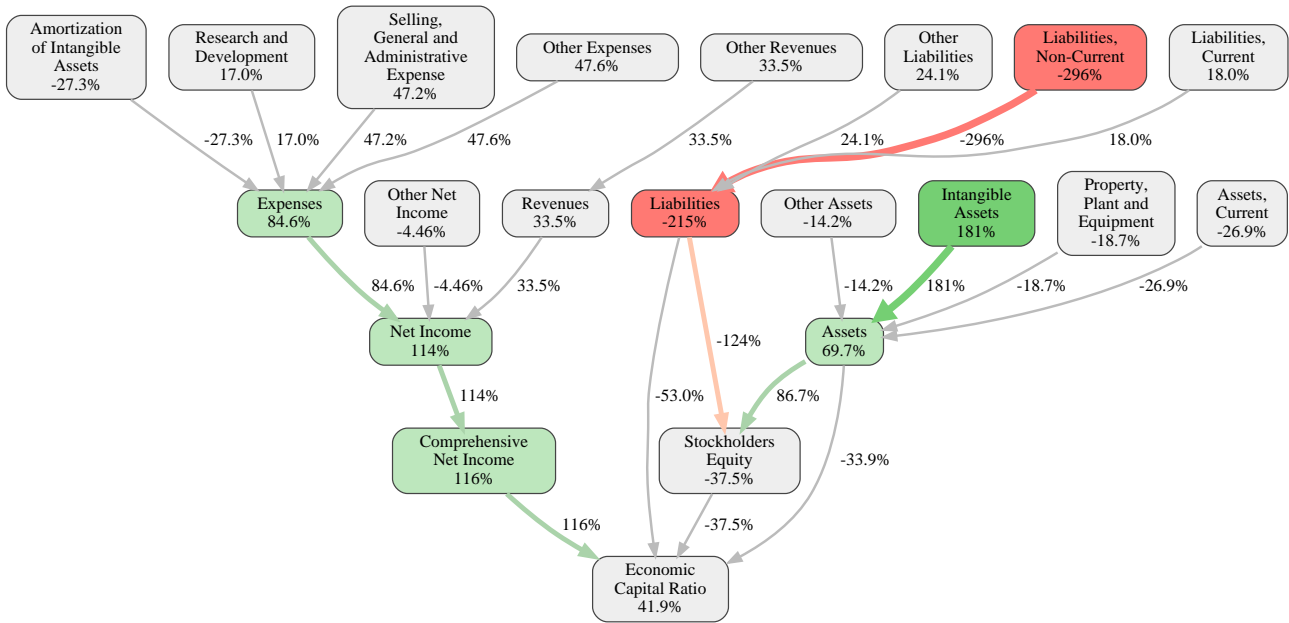 Amortization
of Intangible
Assets
-27.3%
Research and
Development
17.0%
Selling,
General and
Administrative
Expense
47.2%
Other Expenses
47.6%
Other Revenues
33.5%
Other
Liabilities
24.1%
Liabilities,
Non-Current
-296%
Liabilities,
Current
18.0%
-27.3%
17.0%
47.2%
47.6%
33.5%
24.1%
-296%
18.0%
Expenses
84.6%
Other Net
Income
-4.46%
Revenues
33.5%
Liabilities
-215%
Other Assets
-14.2%
Intangible
Assets
181%
Property,
Plant and
Equipment
-18.7%
Assets,
Current
-26.9%
84.6%
-4.46%
33.5%
-14.2%
181%
-18.7%
-26.9%
Net Income
114%
-124%
Assets
69.7%
114%
-53.0%
86.7%
Comprehensive
Net Income
116%
Stockholders
Equity
-37.5%
-33.9%
116%
-37.5%
Economic
Capital Ratio
41.9%